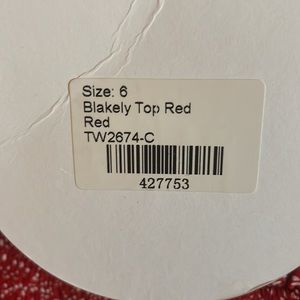 Size: 6
Blakely Top Red
Red
TW2674-C
427753